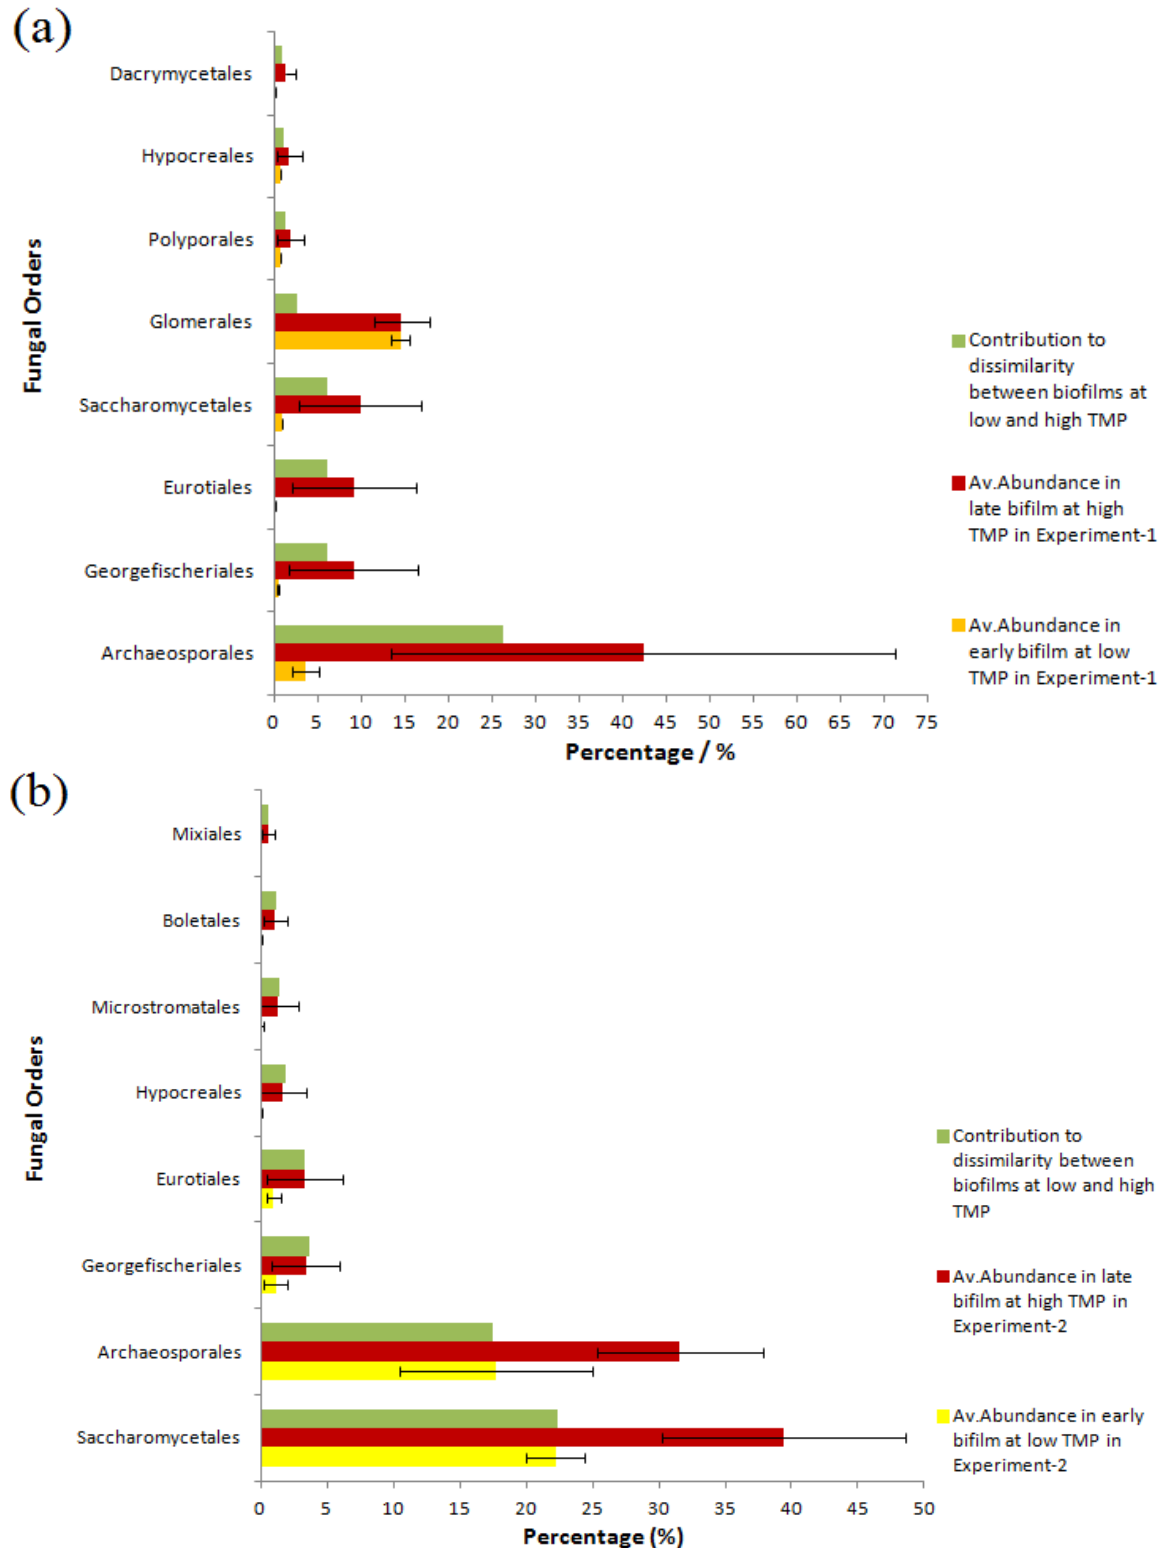 (a)
Fungal Orders
Dacrymycetales
Hypocreales
Polyporales
Glomerales
Saccharomycetales
Eurotiales
Georgefischeriales
Archaeosporales
0 5 10 15 20 25 30 35 40 45 50 55 60 65 70 75
Percentage / %
Contribution to
dissimilarity
between biofilms at
low and high TMP
Av.Abundance in
late bifilm at high
TMP in Experiment-1
Av.Abundance in
early bifilm at low
TMP in Experiment-1
(b)
Fungal Orders
Mixiales
Boletales
Microstromatales
Hypocreales
Eurotiales
Georgefischeriales
Archaeosporales
Saccharomycetales
0 5 10 15 20 25 30 35 40 45 50
Percentage (%)
Contribution to
dissimilarity between
biofilms at low and high
TMP
Av.Abundance in late
bifilm at high TMP in
Experiment-2
Av.Abundance in early
bifilm at low TMP in
Experiment-2